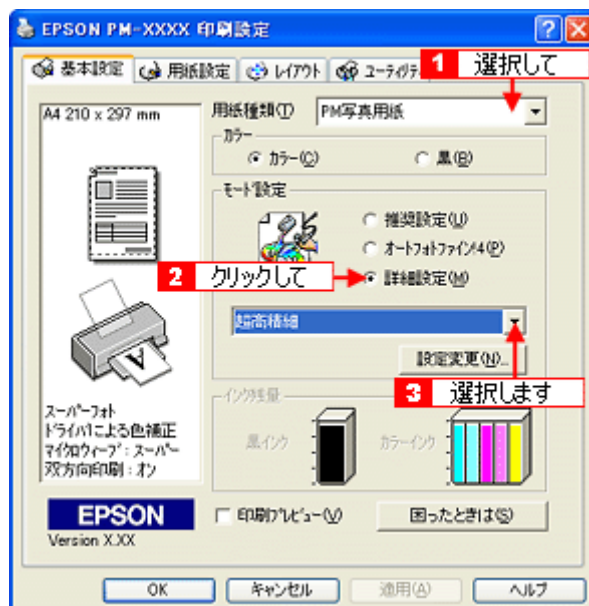 EPSON PM-XXXX 印刷設定
基本設定
用紙設定
レイアウト
ユーティリティ
1 選択して
A4 210 x 297 mm
用紙種類(T) PM写真用紙
カラー
カラー(C) 黒(B)
モード設定
推奨設定(U)
オートフォトファイン!4(P)
2 クリックして
詳細設定(M)
超高精細
設定変更(N)...
3 選択します
スーパーフォト
ドライバによる色補正
マイクロウィーブ:スーパー
双方向印刷:オン
インク残量
黒インク カラーインク
EPSON
Version X.XX
印刷プレビュー(V) 困ったときは(S)
OK キャンセル 適用(A) ヘルプ